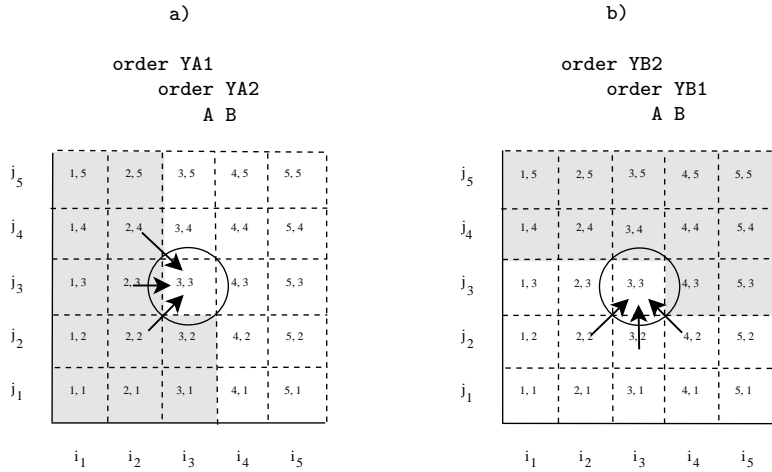 a)
order YA1
order YA2
A B
j5 1, 5 2, 5 3, 5 4, 5 5, 5
j4 1, 4 2, 4 3, 4 4, 4 5, 4
j3 1, 3 2, 3 3, 3 4, 3 5, 3
j2 1, 2 2, 2 3, 2 4, 2 5, 2
j1 1, 1 2, 1 3, 1 4, 1 5, 1
i1 i2 i3 i4 i5
b)
order YB2
order YB1
A B
j5 1, 5 2, 5 3, 5 4, 5 5, 5
j4 1, 4 2, 4 3, 4 4, 4 5, 4
j3 1, 3 2, 3 3, 3 4, 3 5, 3
j2 1, 2 2, 2 3, 2 4, 2 5, 2
j1 1, 1 2, 1 3, 1 4, 1 5, 1
i1 i2 i3 i4 i5